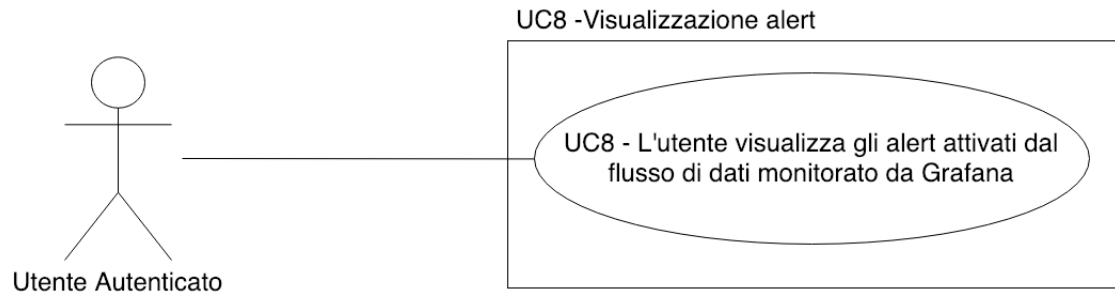 UC8 -Visualizzazione alert
UC8 - L'utente visualizza gli alert attivati dal
flusso di dati monitorato da Grafana
Utente Autenticato